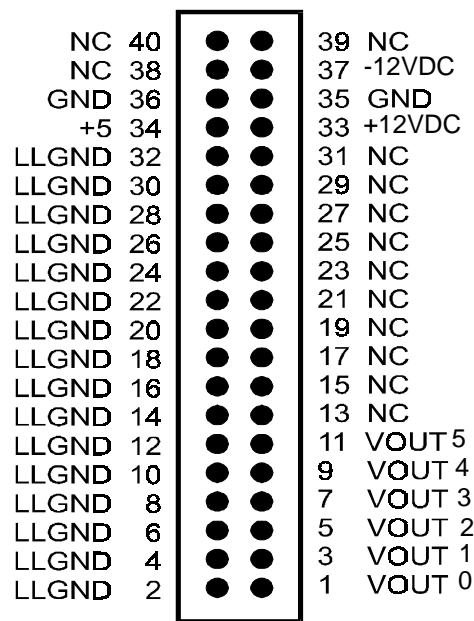 NC 40 39 NC
NC 38 37 -12VDC
GND 36 35 GND
+5 34 33 +12VDC
LLGND 32 31 NC
LLGND 30 29 NC
LLGND 28 27 NC
LLGND 26 25 NC
LLGND 24 23 NC
LLGND 22 21 NC
LLGND 20 19 NC
LLGND 18 17 NC
LLGND 16 15 NC
LLGND 14 13 NC
LLGND 12 11 VOUT 5
LLGND 10 9 VOUT 4
LLGND 8 7 VOUT 3
LLGND 6 5 VOUT 2
LLGND 4 3 VOUT 1
LLGND 2 1 VOUT 0